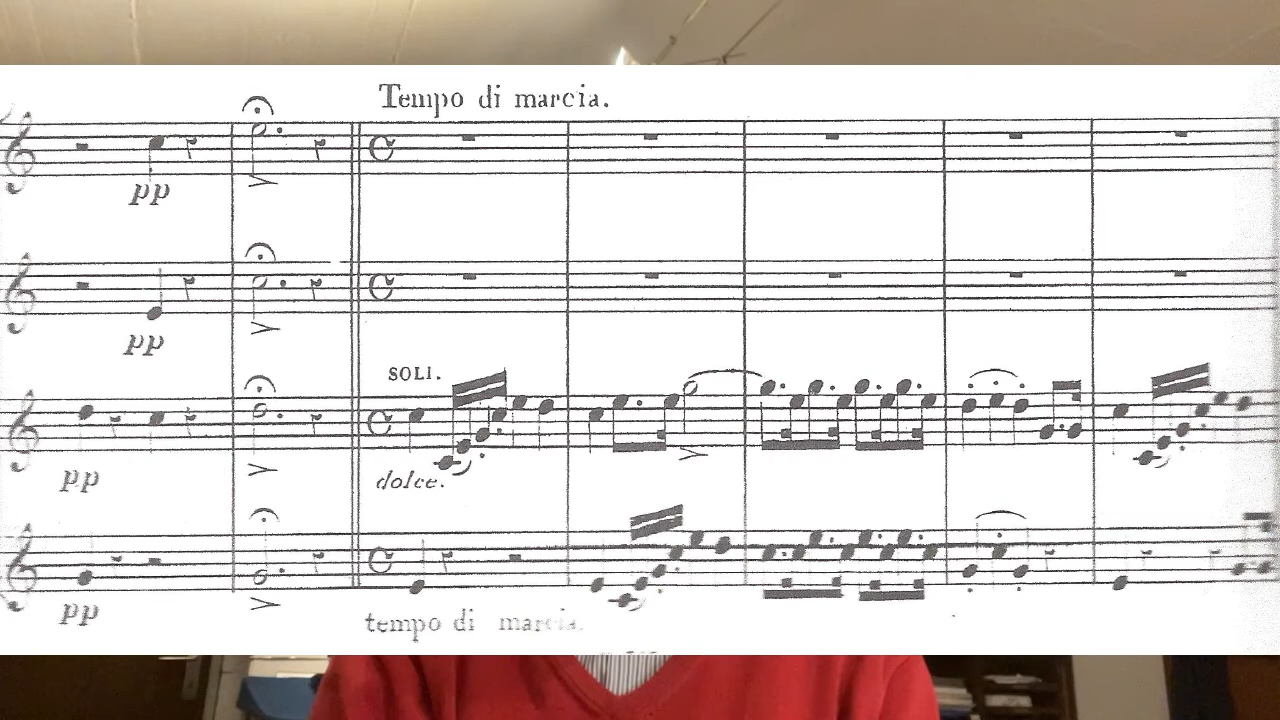 Tempo di marcia.
pp
pp
SOLI.
pp
dolce.
pp
tempo di marcia.